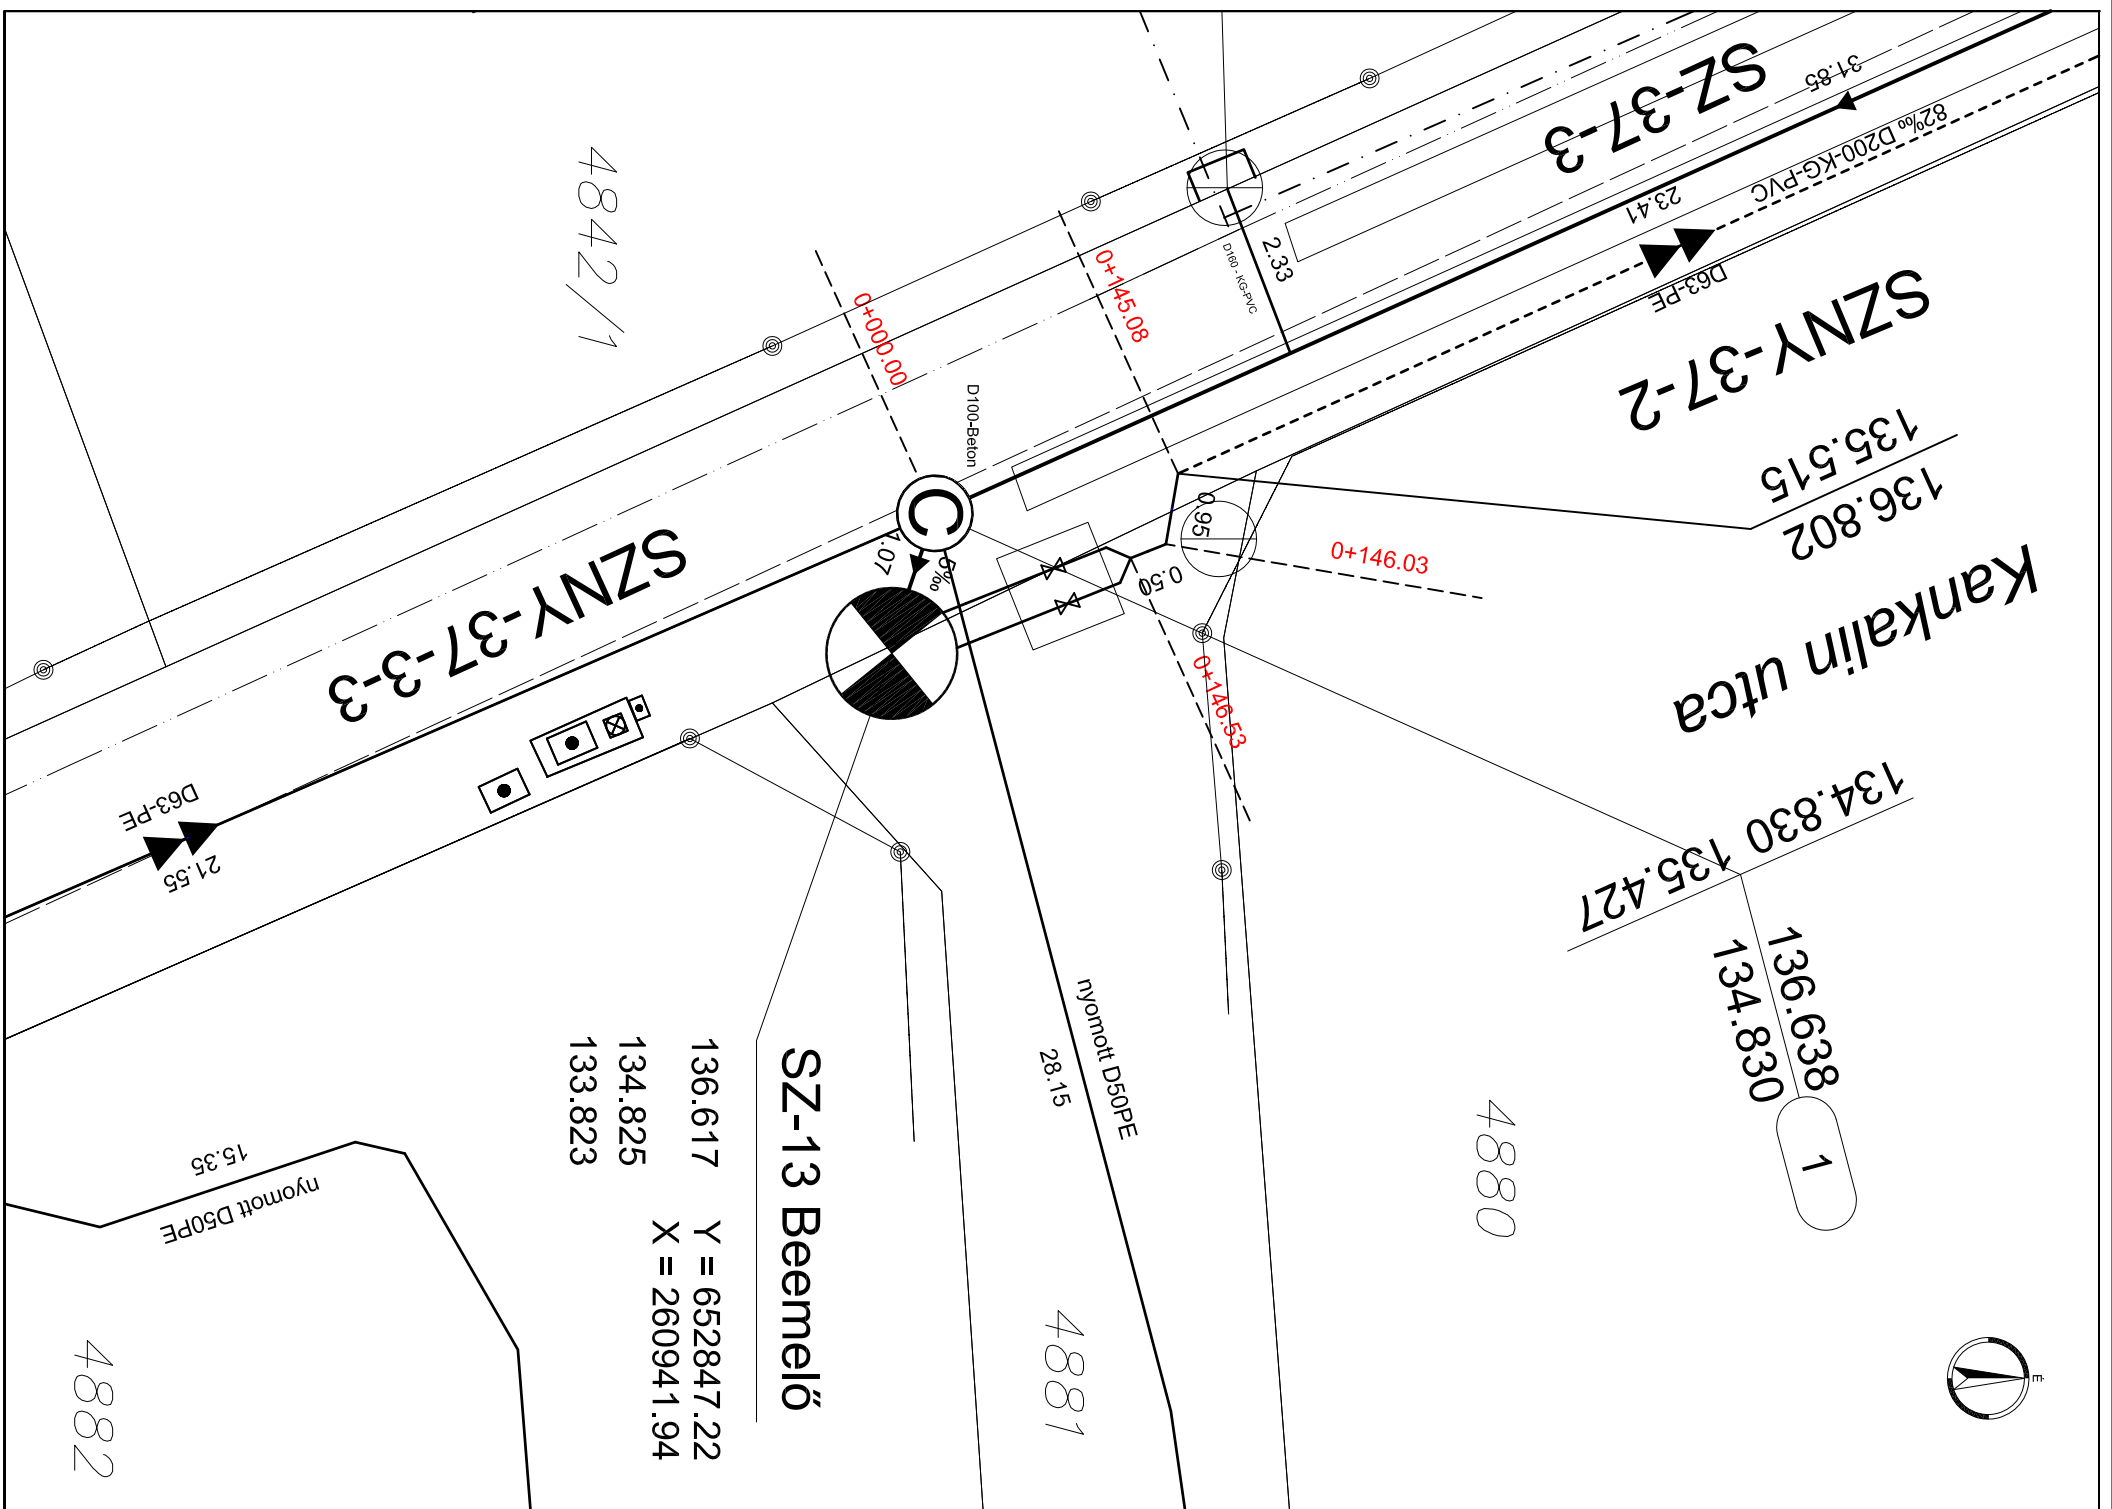 SZ-37-3
31.85
82‰ D200-KG-PVC
23.41
D63-PE
SZNY-37-2
135.515
136.802
Kankalin utca
134.830 135.427
136.638
134.830
1
4842/1
0+000.00
0+145.08
2.33
D160 - KG-PVC
D100-Beton
C
1.07
5‰
0.95
0.50
0+146.03
0+146.53
SZNY-37-3-3
D63-PE
21.55
SZ-13 Beemelő
136.617 Y = 652847.22
X = 260941.94
134.825
133.823
nyomott D50PE
28.15
15.35
nyomott D50PE
4880
4881
4882
É